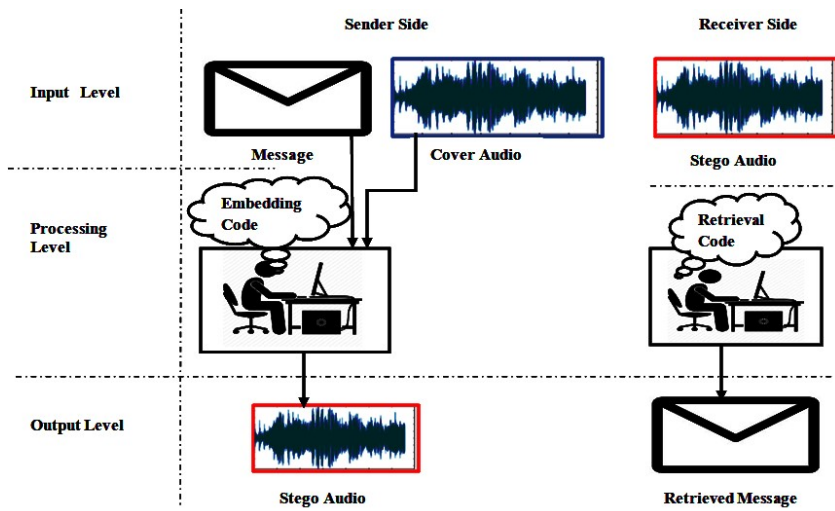 Sender Side
Receiver Side
Input Level
Message
Cover Audio
Stego Audio
Embedding
Code
Processing
Level
Retrieval
Code
Output Level
Stego Audio
Retrieved Message